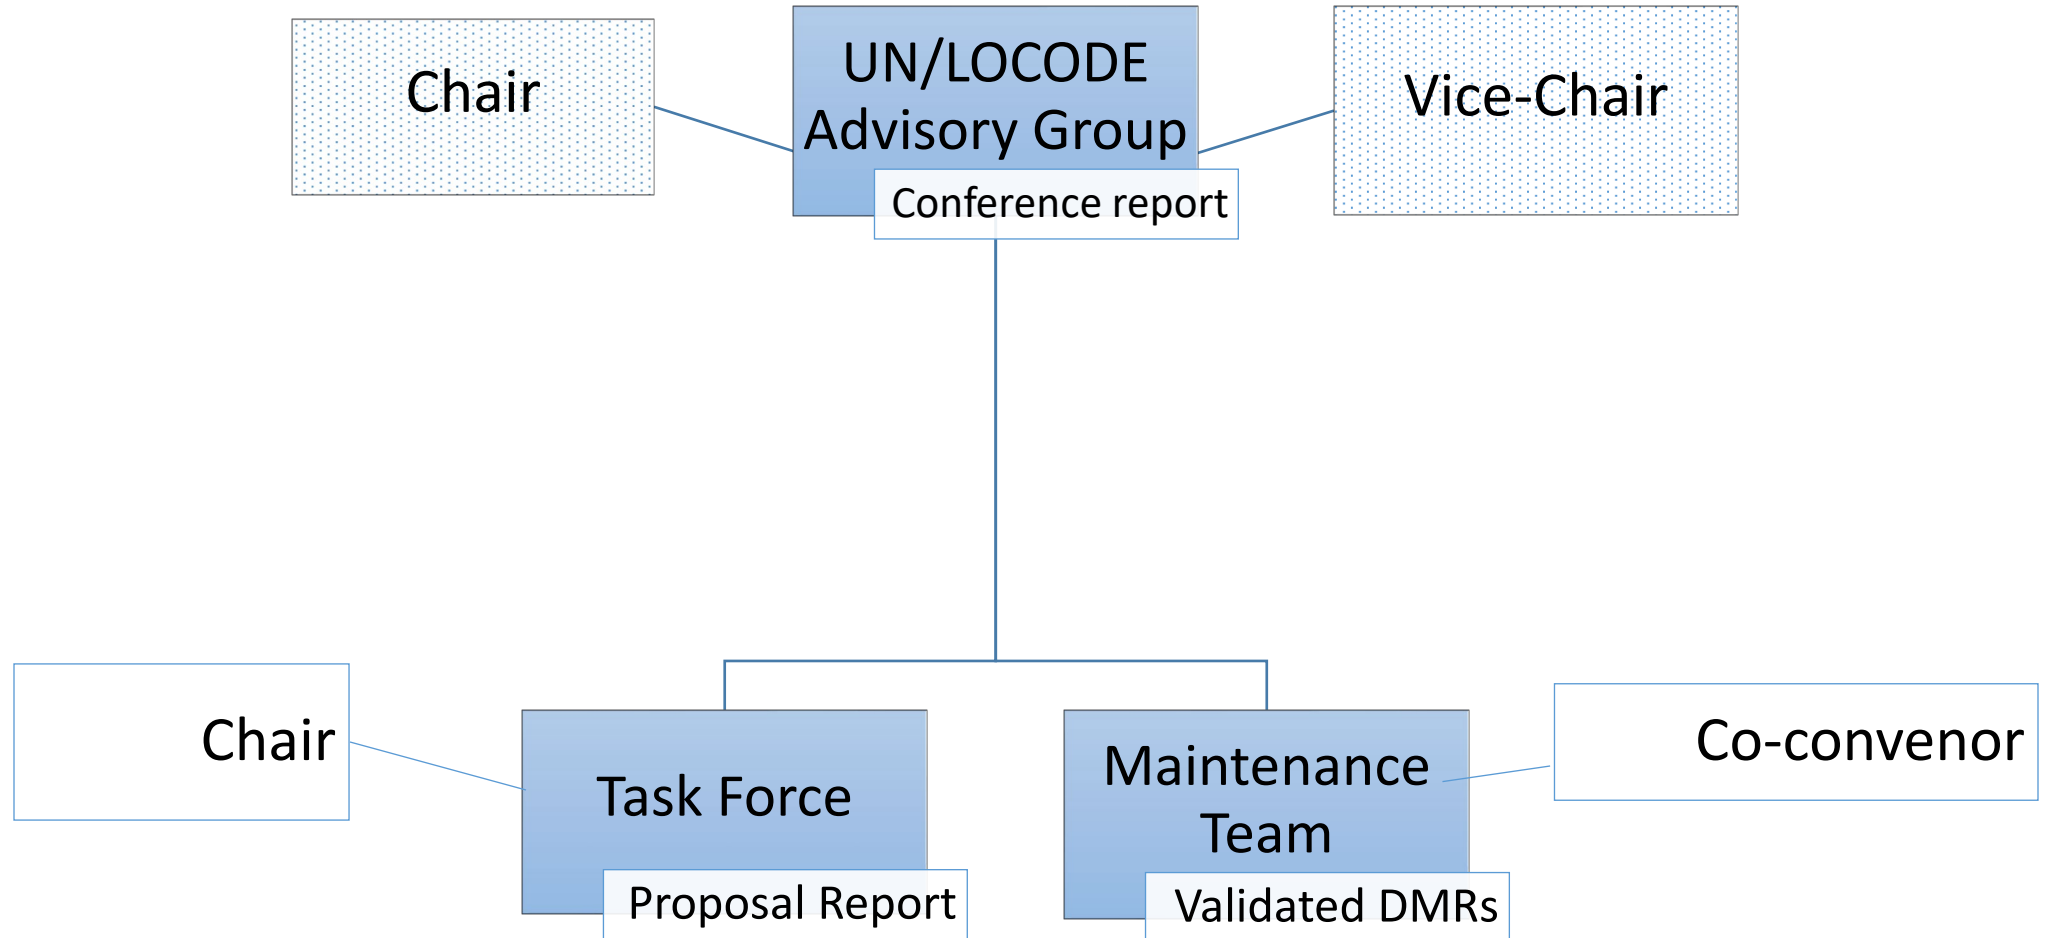 Chair
UN/LOCODE
Advisory Group
Conference report
Vice-Chair
Chair
Task Force
Proposal Report
Maintenance
Team
Validated DMRs
Co-convenor